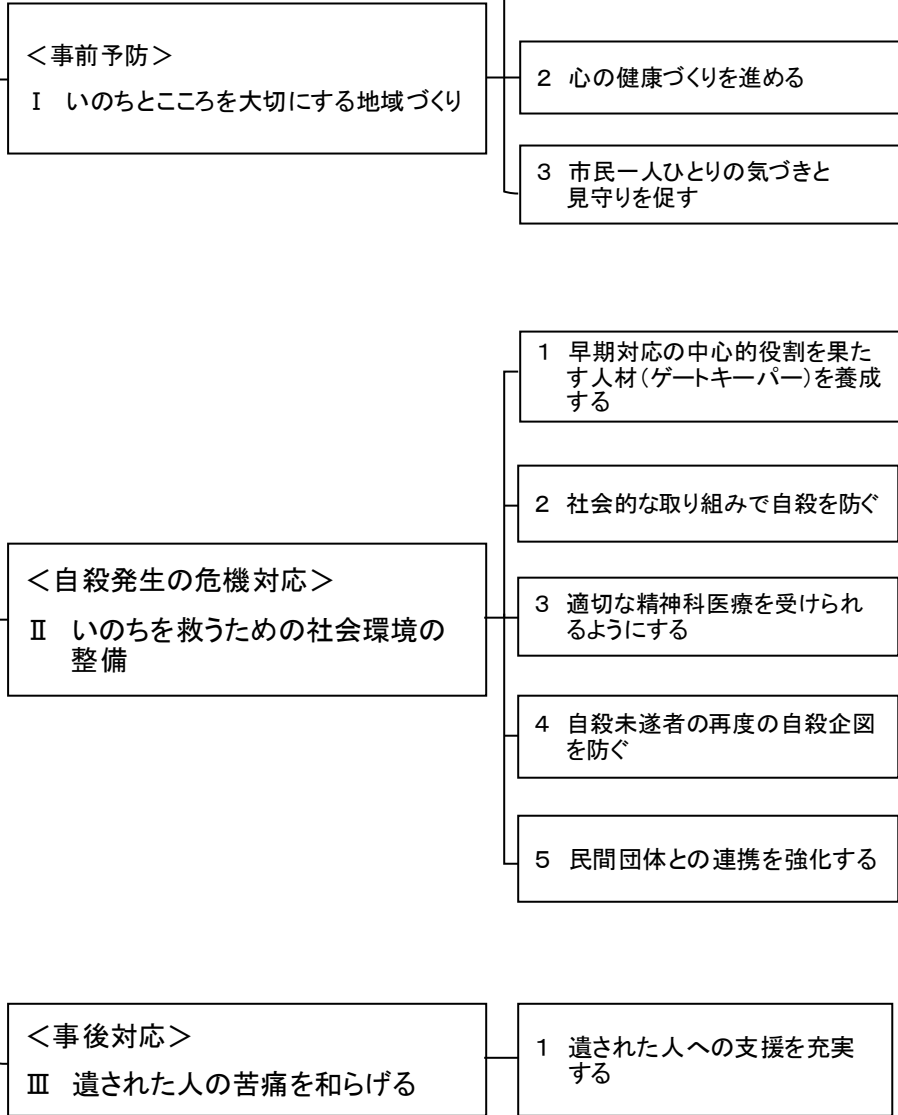 ＜事前予防＞
Ⅰ　いのちとこころを大切にする地域づくり
２　心の健康づくりを進める
３　市民一人ひとりの気づきと
見守りを促す
１　早期対応の中心的役割を果た
す人材（ゲートキーパー）を養成
する
２　社会的な取り組みで自殺を防ぐ
＜自殺発生の危機対応＞
Ⅱ　いのちを救うための社会環境の
整備
３　適切な精神科医療を受けられ
るようにする
４　自殺未遂者の再度の自殺企図
を防ぐ
５　民間団体との連携を強化する
＜事後対応＞
Ⅲ　遺された人の苦痛を和らげる
１　遺された人への支援を充実
する